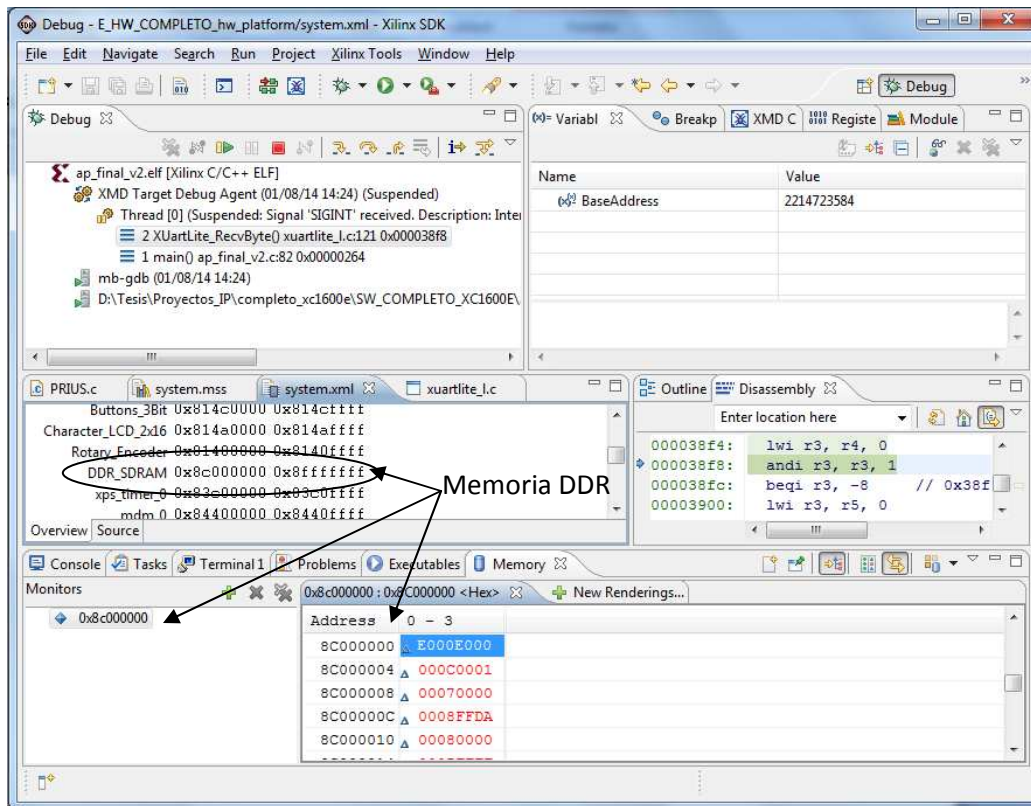 Debug - E_HW_COMPLETO_hw_platform/system.xml - Xilinx SDK
File Edit Navigate Search Run Project Xilinx Tools Window Help
Debug
Debug
ap_final_v2.elf [Xilinx C/C++ ELF]
XMD Target Debug Agent (01/08/14 14:24) (Suspended)
Thread [0] (Suspended: Signal 'SIGINT' received. Description: Inter
2 XUartLite_RecvByte() xuartlite_l.c:121 0x000038f8
1 main() ap_final_v2.c:82 0x00000264
mb-gdb (01/08/14 14:24)
D:\Tesis\Proyectos_IP\completo_xc1600e\SW_COMPLETO_XC1600E\
(x)= Variabl Breakp XMD C Registe Module
Name Value
BaseAddress 2214723584
PRIUS.c system.mss system.xml xuartlite_l.c
Buttons_3Bit 0x814c0000 0x814cffff
Character_LCD_2x16 0x814a0000 0x814affff
Rotary_Encoder 0x81400000 0x8140ffff
DDR_SDRAM 0x8c000000 0x8fffffff
xps_timer_0 0x83c00000 0x83c0ffff
mdm_0 0x84400000 0x8440ffff
Overview Source
Memoria DDR
Outline Disassembly
Enter location here
000038f4: lwi r3, r4, 0
000038f8: andi r3, r3, 1
000038fc: beqi r3, -8 // 0x38f
00003900: lwi r3, r5, 0
Console Tasks Terminal 1 Problems Executables Memory
Monitors
0x8c000000
0x8c000000 : 0x8C000000 <Hex> New Renderings...
Address 0 - 3
8C000000 E000E000
8C000004 000C0001
8C000008 00070000
8C00000C 0008FFDA
8C000010 00080000